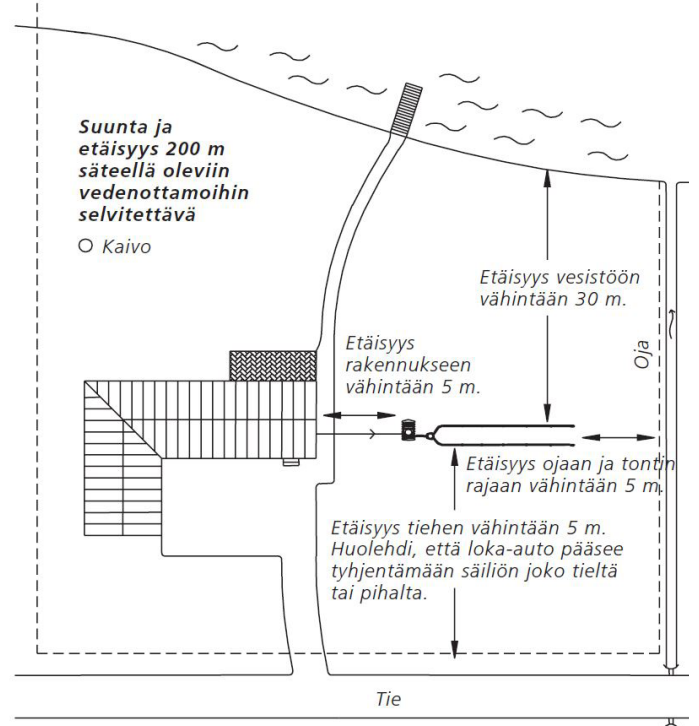 Suunta ja
etäisyys 200 m
säteellä oleviin
vedenottamoihin
selvitettävä
Kaivo
Etäisyys vesistöön
vähintään 30 m.
Etäisyys
rakennukseen
vähintään 5 m.
Oja
Etäisyys ojaan ja tontin
rajaan vähintään 5 m.
Etäisyys tiehen vähintään 5 m.
Huolehdi, että loka-auto pääsee
tyhjentämään säiliön joko tieltä
tai pihalta.
Tie